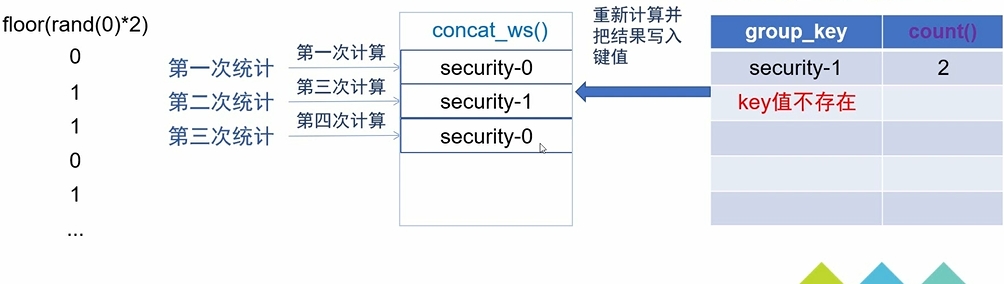 floor(rand(0)*2)
0
1
1
0
1
...
第一次统计
第二次统计
第三次统计
第一次计算
第三次计算
第四次计算
concat_ws()
security-0
security-1
security-0
重新计算并
把结果写入
键值
group_key count()
security-1 2
key值不存在